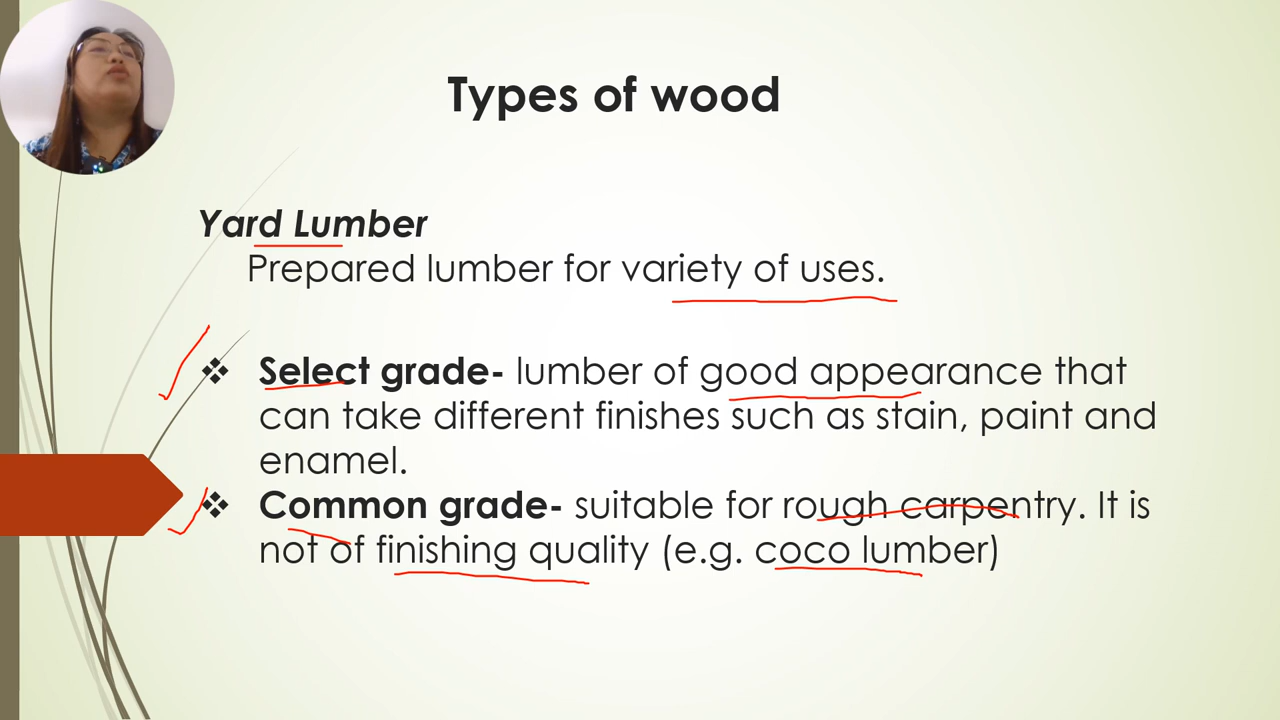 Types of wood
Yard Lumber
Prepared lumber for variety of uses.
❖ Select grade- lumber of good appearance that
can take different finishes such as stain, paint and
enamel.
❖ Common grade- suitable for rough carpentry. It is
not of finishing quality (e.g. coco lumber)